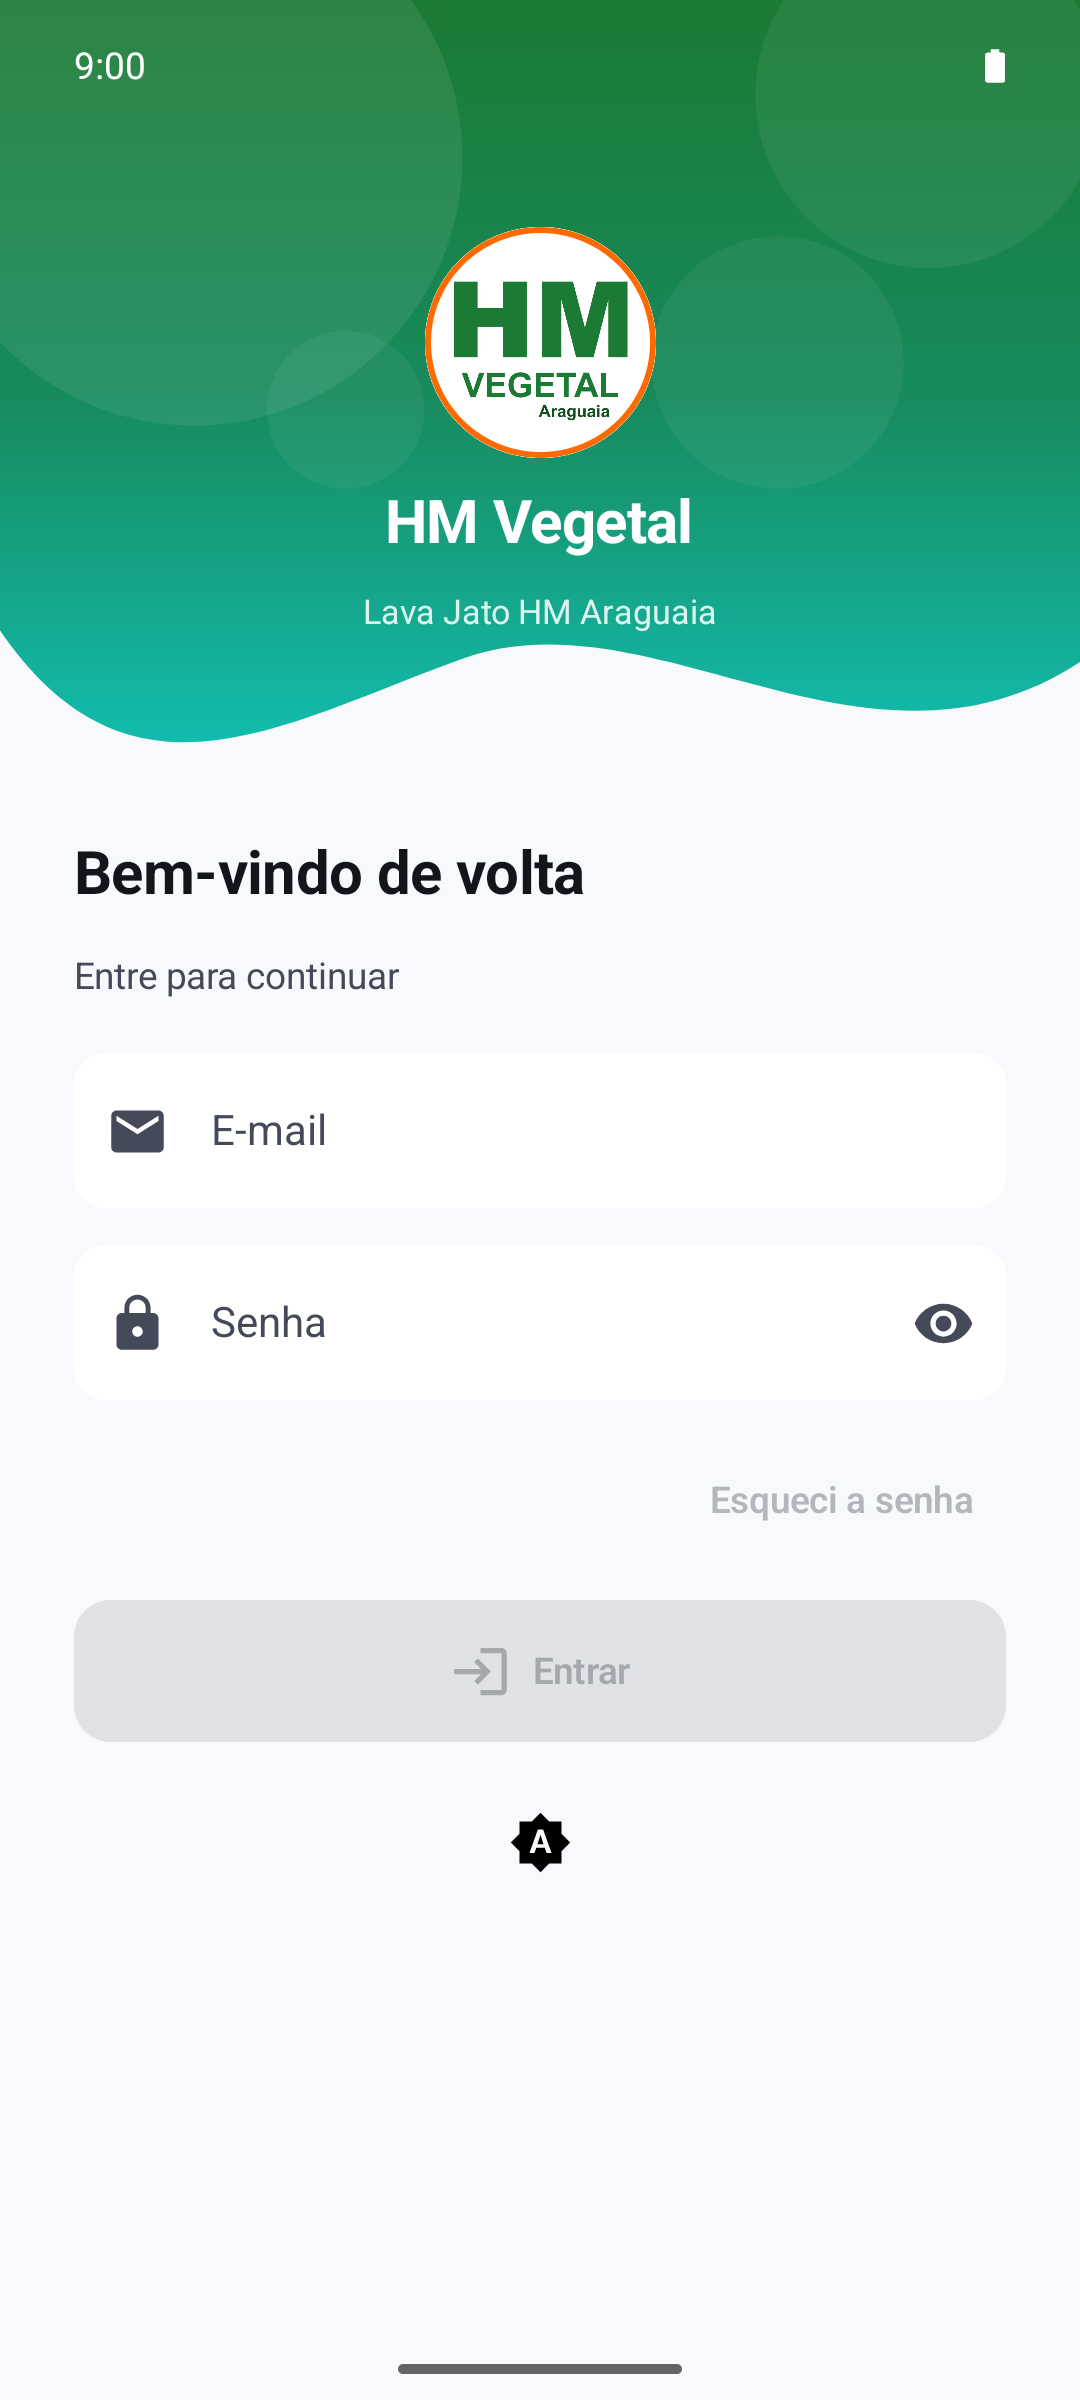 9:00
HM
VEGETAL
Araguaia
HM Vegetal
Lava Jato HM Araguaia
Bem-vindo de volta
Entre para continuar
E-mail
Senha
Esqueci a senha
Entrar
A